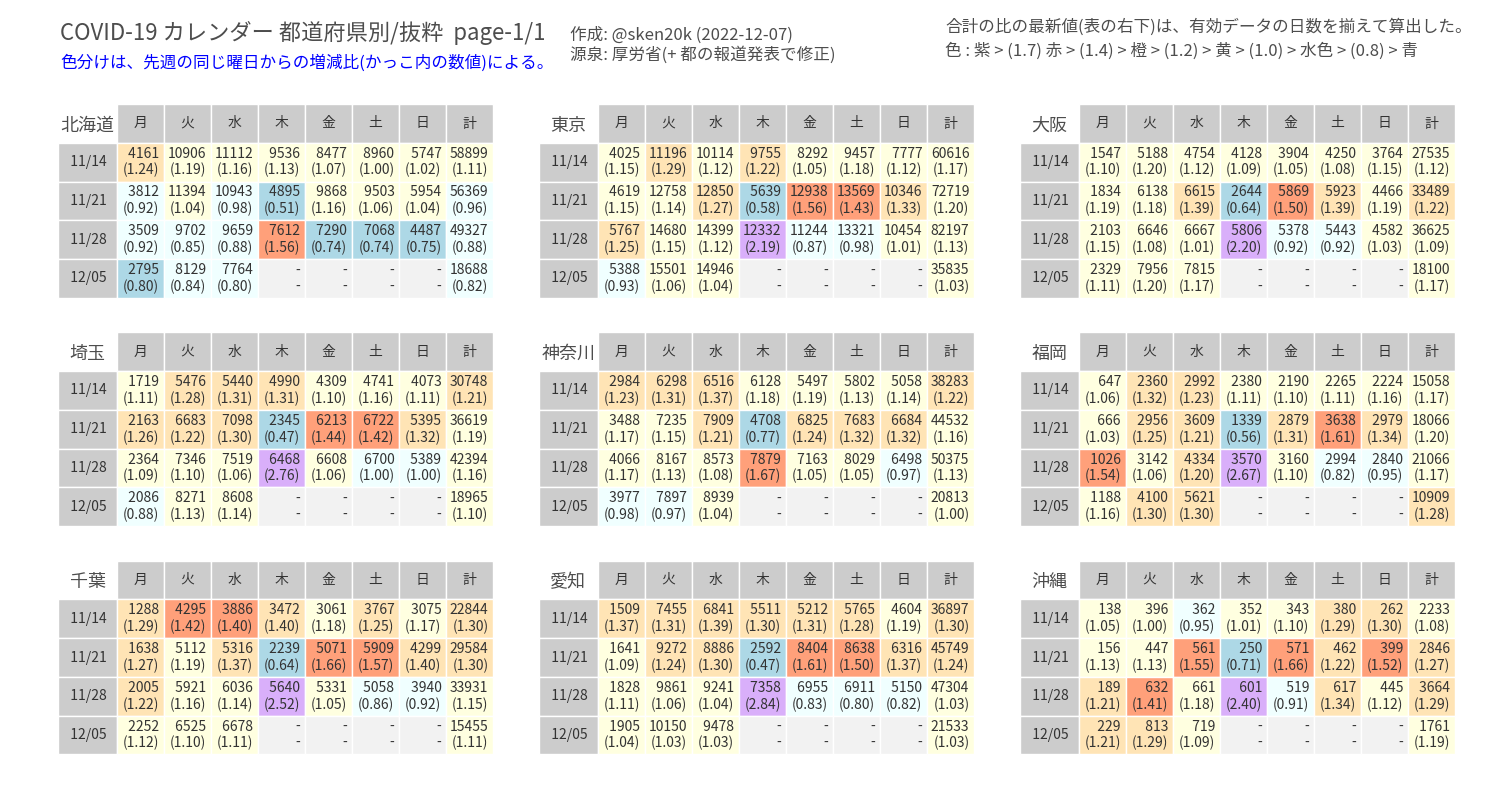 COVID-19 カレンダー 都道府県別/抜粋 page-1/1
色分けは、先週の同じ曜日からの増減比(かっこ内の数値)による。
作成: @sken20k (2022-12-07)
源泉: 厚労省(+ 都の報道発表で修正)
合計の比の最新値(表の右下)は、有効データの日数を揃えて算出した。
色 : 紫 > (1.7) 赤 > (1.4) > 橙 > (1.2) > 黄 > (1.0) > 水色 > (0.8) > 青
北海道 月 火 水 木 金 土 日 計
11/14 4161 10906 11112 9536 8477 8960 5747 58899
(1.24) (1.19) (1.16) (1.13) (1.07) (1.00) (1.02) (1.11)
11/21 3812 11394 10943 4895 9868 9503 5954 56369
(0.92) (1.04) (0.98) (0.51) (1.16) (1.06) (1.04) (0.96)
11/28 3509 9702 9659 7612 7290 7068 4487 49327
(0.92) (0.85) (0.88) (1.56) (0.74) (0.74) (0.75) (0.88)
12/05 2795 8129 7764 - - - - 18688
(0.80) (0.84) (0.80) - - - - (0.82)
東京 月 火 水 木 金 土 日 計
11/14 4025 11196 10114 9755 8292 9457 7777 60616
(1.15) (1.29) (1.12) (1.22) (1.05) (1.18) (1.12) (1.17)
11/21 4619 12758 12850 5639 12938 13569 10346 72719
(1.15) (1.14) (1.27) (0.58) (1.56) (1.43) (1.33) (1.20)
11/28 5767 14680 14399 12332 11244 13321 10454 82197
(1.25) (1.15) (1.12) (2.19) (0.87) (0.98) (1.01) (1.13)
12/05 5388 15501 14946 - - - - 35835
(0.93) (1.06) (1.04) - - - - (1.03)
大阪 月 火 水 木 金 土 日 計
11/14 1547 5188 4754 4128 3904 4250 3764 27535
(1.10) (1.20) (1.12) (1.09) (1.05) (1.08) (1.15) (1.12)
11/21 1834 6138 6615 2644 5869 5923 4466 33489
(1.19) (1.18) (1.39) (0.64) (1.50) (1.39) (1.19) (1.22)
11/28 2103 6646 6667 5806 5378 5443 4582 36625
(1.15) (1.08) (1.01) (2.20) (0.92) (0.92) (1.03) (1.09)
12/05 2329 7956 7815 - - - - 18100
(1.11) (1.20) (1.17) - - - - (1.17)
埼玉 月 火 水 木 金 土 日 計
11/14 1719 5476 5440 4990 4309 4741 4073 30748
(1.11) (1.28) (1.31) (1.31) (1.10) (1.16) (1.11) (1.21)
11/21 2163 6683 7098 2345 6213 6722 5395 36619
(1.26) (1.22) (1.30) (0.47) (1.44) (1.42) (1.32) (1.19)
11/28 2364 7346 7519 6468 6608 6700 5389 42394
(1.09) (1.10) (1.06) (2.76) (1.06) (1.00) (1.00) (1.16)
12/05 2086 8271 8608 - - - - 18965
(0.88) (1.13) (1.14) - - - - (1.10)
神奈川 月 火 水 木 金 土 日 計
11/14 2984 6298 6516 6128 5497 5802 5058 38283
(1.23) (1.31) (1.37) (1.18) (1.19) (1.13) (1.14) (1.22)
11/21 3488 7235 7909 4708 6825 7683 6684 44532
(1.17) (1.15) (1.21) (0.77) (1.24) (1.32) (1.32) (1.16)
11/28 4066 8167 8573 7879 7163 8029 6498 50375
(1.17) (1.13) (1.08) (1.67) (1.05) (1.05) (0.97) (1.13)
12/05 3977 7897 8939 - - - - 20813
(0.98) (0.97) (1.04) - - - - (1.00)
福岡 月 火 水 木 金 土 日 計
11/14 647 2360 2992 2380 2190 2265 2224 15058
(1.06) (1.32) (1.23) (1.11) (1.10) (1.11) (1.16) (1.17)
11/21 666 2956 3609 1339 2879 3638 2979 18066
(1.03) (1.25) (1.21) (0.56) (1.31) (1.61) (1.34) (1.20)
11/28 1026 3142 4334 3570 3160 2994 2840 21066
(1.54) (1.06) (1.20) (2.67) (1.10) (0.82) (0.95) (1.17)
12/05 1188 4100 5621 - - - - 10909
(1.16) (1.30) (1.30) - - - - (1.28)
千葉 月 火 水 木 金 土 日 計
11/14 1288 4295 3886 3472 3061 3767 3075 22844
(1.29) (1.42) (1.40) (1.40) (1.18) (1.25) (1.17) (1.30)
11/21 1638 5112 5316 2239 5071 5909 4299 29584
(1.27) (1.19) (1.37) (0.64) (1.66) (1.57) (1.40) (1.30)
11/28 2005 5921 6036 5640 5331 5058 3940 33931
(1.22) (1.16) (1.14) (2.52) (1.05) (0.86) (0.92) (1.15)
12/05 2252 6525 6678 - - - - 15455
(1.12) (1.10) (1.11) - - - - (1.11)
愛知 月 火 水 木 金 土 日 計
11/14 1509 7455 6841 5511 5212 5765 4604 36897
(1.37) (1.31) (1.39) (1.30) (1.31) (1.28) (1.19) (1.30)
11/21 1641 9272 8886 2592 8404 8638 6316 45749
(1.09) (1.24) (1.30) (0.47) (1.61) (1.50) (1.37) (1.24)
11/28 1828 9861 9241 7358 6955 6911 5150 47304
(1.11) (1.06) (1.04) (2.84) (0.83) (0.80) (0.82) (1.03)
12/05 1905 10150 9478 - - - - 21533
(1.04) (1.03) (1.03) - - - - (1.03)
沖縄 月 火 水 木 金 土 日 計
11/14 138 396 362 352 343 380 262 2233
(1.05) (1.00) (0.95) (1.01) (1.10) (1.29) (1.30) (1.08)
11/21 156 447 561 250 571 462 399 2846
(1.13) (1.13) (1.55) (0.71) (1.66) (1.22) (1.52) (1.27)
11/28 189 632 661 601 519 617 445 3664
(1.21) (1.41) (1.18) (2.40) (0.91) (1.34) (1.12) (1.29)
12/05 229 813 719 - - - - 1761
(1.21) (1.29) (1.09) - - - - (1.19)